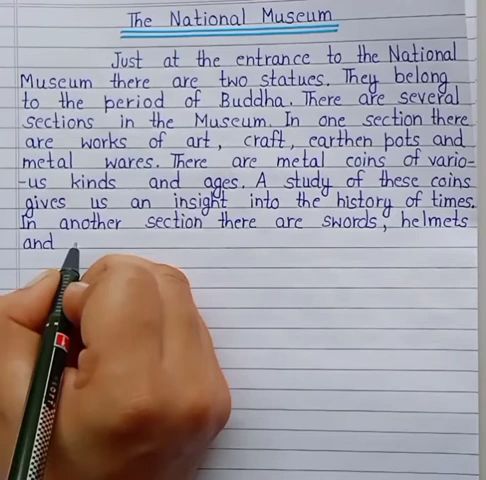 The National Museum
Just at the entrance to the National
Museum there are two statues. They belong
to the period of Buddha. There are several
sections in the Museum. In one section there
are works of art, craft, earthen pots and
metal wares. There are metal coins of vario-
-us kinds and ages. A study of these coins
gives us an insight into the history of times.
In another section there are swords, helmets
and